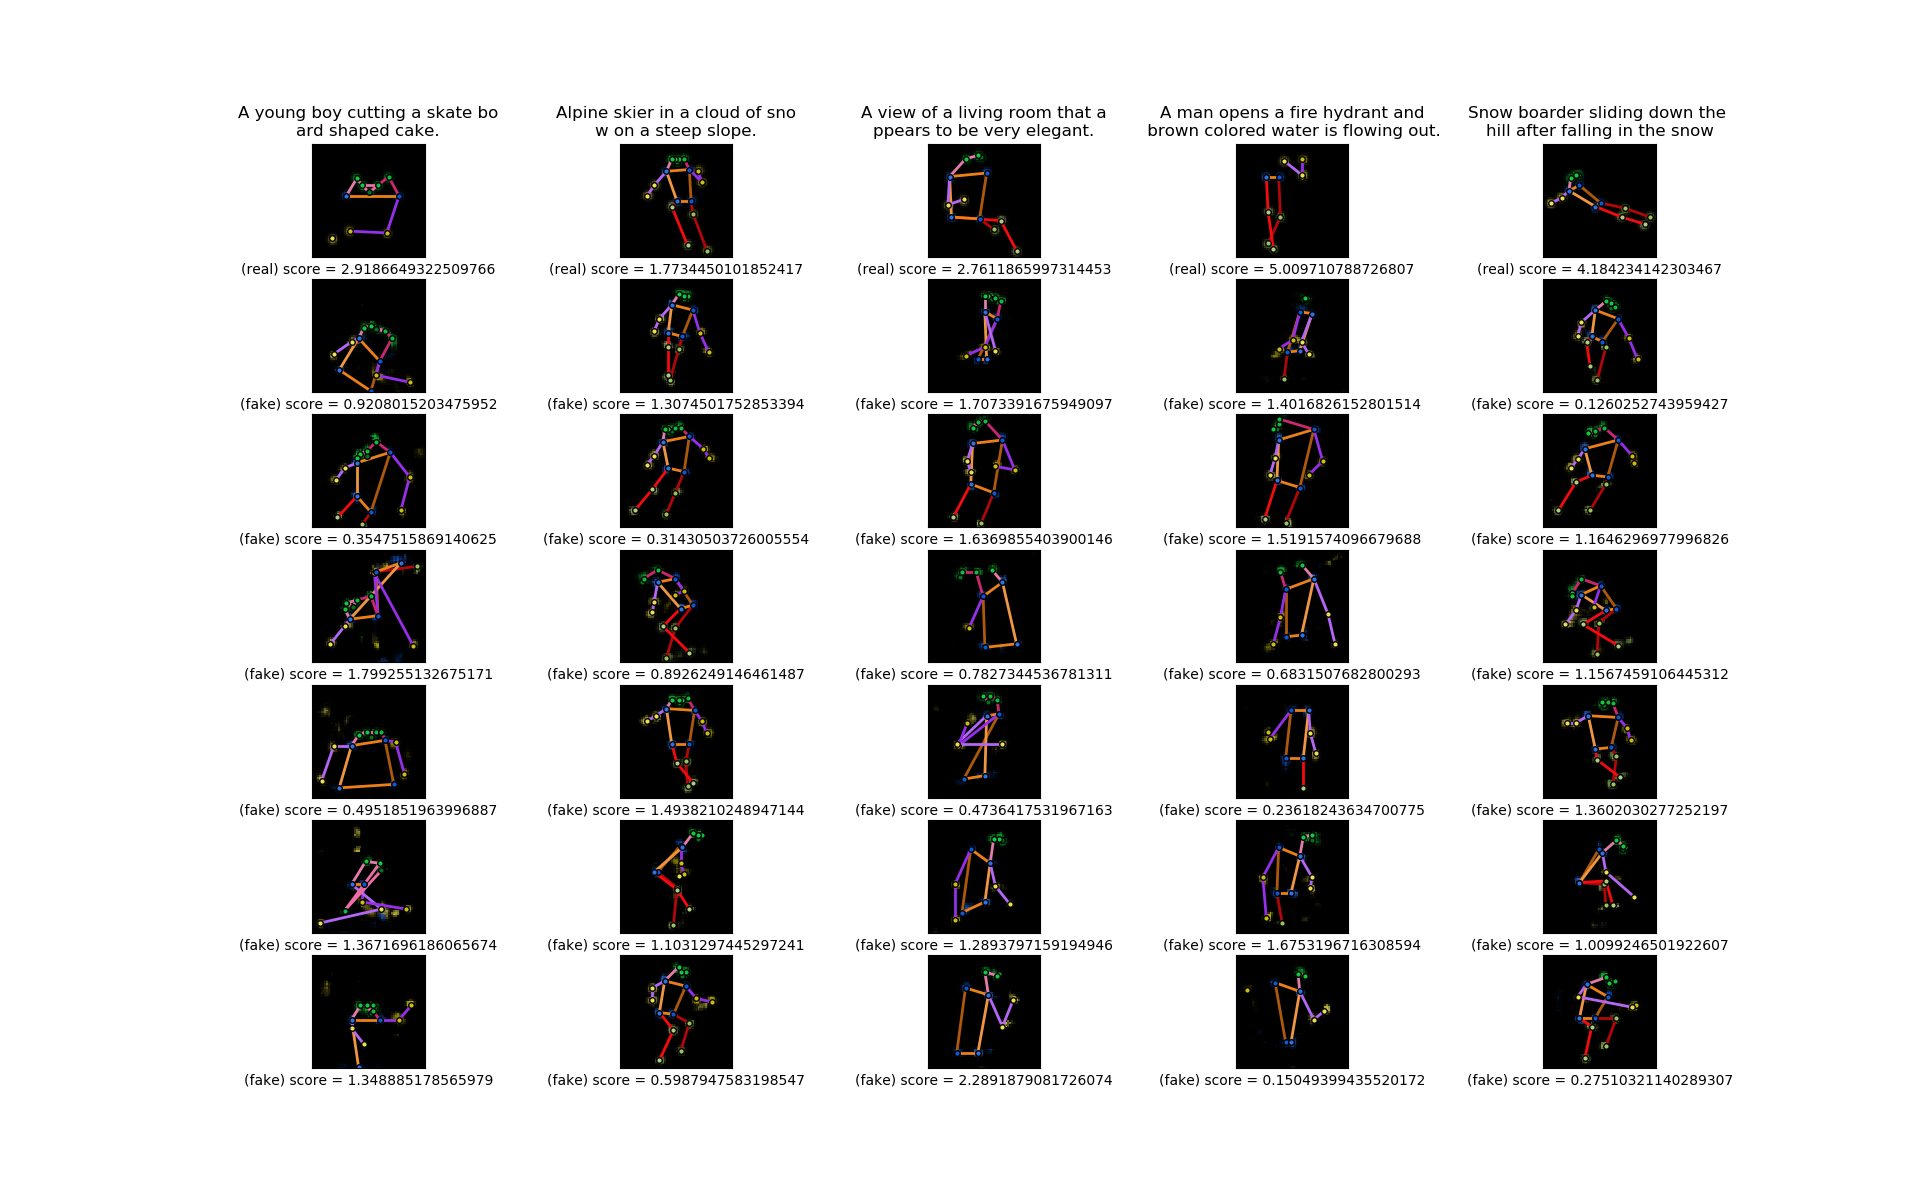 A young boy cutting a skate bo
ard shaped cake.
Alpine skier in a cloud of sno
w on a steep slope.
A view of a living room that a
ppears to be very elegant.
A man opens a fire hydrant and
brown colored water is flowing out.
Snow boarder sliding down the
hill after falling in the snow
(real) score = 2.9186649322509766
(real) score = 1.7734450101852417
(real) score = 2.7611865997314453
(real) score = 5.009710788726807
(real) score = 4.184234142303467
(fake) score = 0.9208015203475952
(fake) score = 1.3074501752853394
(fake) score = 1.7073391675949097
(fake) score = 1.4016826152801514
(fake) score = 0.1260252743959427
(fake) score = 0.3547515869140625
(fake) score = 0.31430503726005554
(fake) score = 1.6369855403900146
(fake) score = 1.5191574096679688
(fake) score = 1.1646296977996826
(fake) score = 1.799255132675171
(fake) score = 0.8926249146461487
(fake) score = 0.7827344536781311
(fake) score = 0.6831507682800293
(fake) score = 1.1567459106445312
(fake) score = 0.4951851963996887
(fake) score = 1.4938210248947144
(fake) score = 0.4736417531967163
(fake) score = 0.23618243634700775
(fake) score = 1.3602030277252197
(fake) score = 1.3671696186065674
(fake) score = 1.1031297445297241
(fake) score = 1.2893797159194946
(fake) score = 1.6753196716308594
(fake) score = 1.0099246501922607
(fake) score = 1.348885178565979
(fake) score = 0.5987947583198547
(fake) score = 2.2891879081726074
(fake) score = 0.15049399435520172
(fake) score = 0.27510321140289307